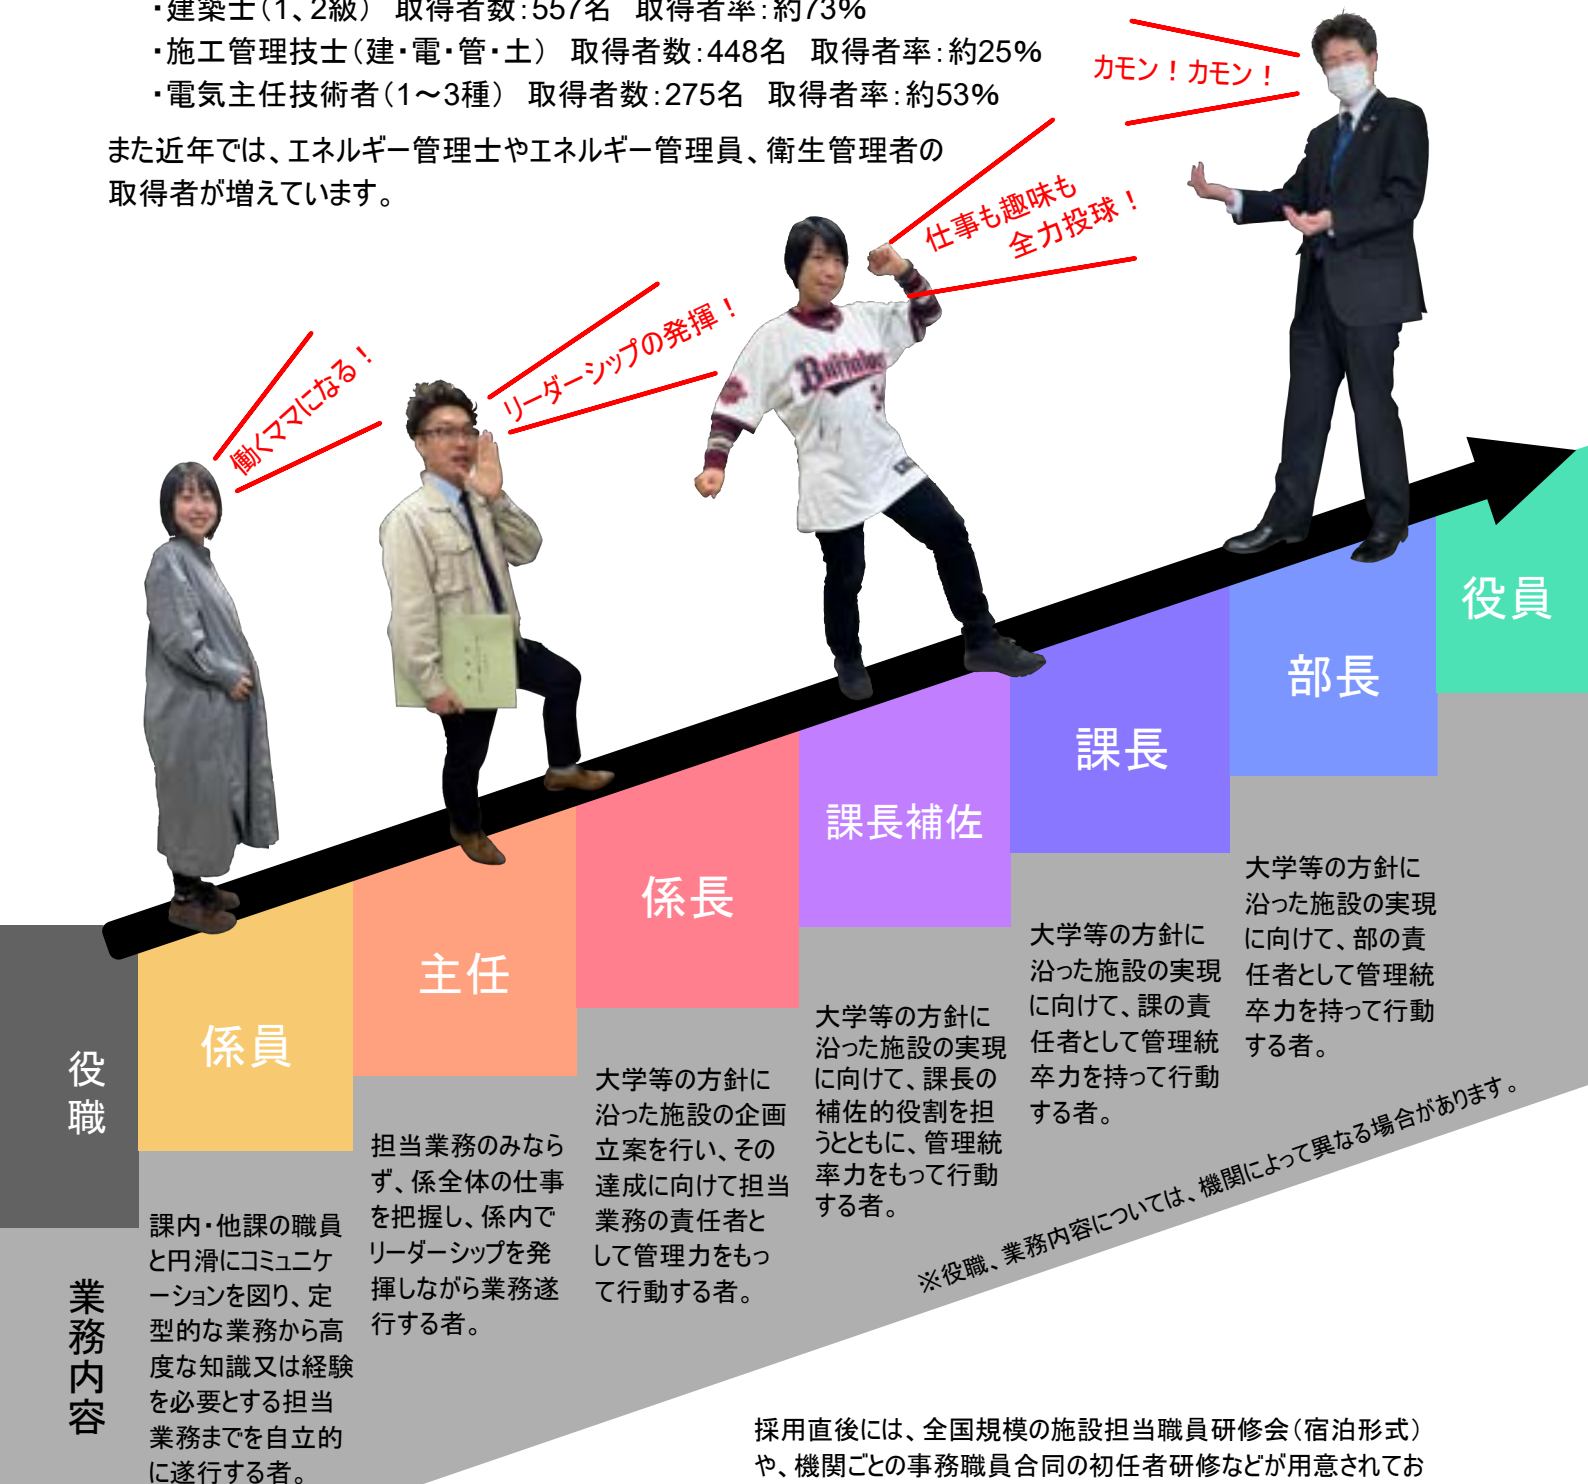 ・建築士（1、2級） 取得者数：557名 取得者率：約73%
・施工管理技士（建・電・管・土） 取得者数：448名 取得者率：約25%
・電気主任技術者（1～3種） 取得者数：275名 取得者率：約53%
また近年では、エネルギー管理士やエネルギー管理員、衛生管理者の
取得者が増えています。
カモン！カモン！
仕事も趣味も
全力投球！
リーダーシップの発揮！
働くママになる！
Buffaloes
役員
部長
課長
課長補佐
係長
主任
係員
役職
業務内容
課内・他課の職員
と円滑にコミュニケ
ーションを図り、定
型的な業務から高
度な知識又は経験
を必要とする担当
業務までを自立的
に遂行する者。
担当業務のみなら
ず、係全体の仕事
を把握し、係内で
リーダーシップを発
揮しながら業務遂
行する者。
大学等の方針に
沿った施設の企画
立案を行い、その
達成に向けて担当
業務の責任者と
して管理力をもっ
て行動する者。
大学等の方針に
沿った施設の実現
に向けて、課長の
補佐的役割を担
うとともに、管理統
率力をもって行動
する者。
大学等の方針に
沿った施設の実現
に向けて、課の責
任者として管理統
卒力を持って行動
する者。
大学等の方針に
沿った施設の実現
に向けて、部の責
任者として管理統
卒力を持って行動
する者。
※役職、業務内容については、機関によって異なる場合があります。
採用直後には、全国規模の施設担当職員研修会（宿泊形式）
や、機関ごとの事務職員合同の初任者研修などが用意されてお